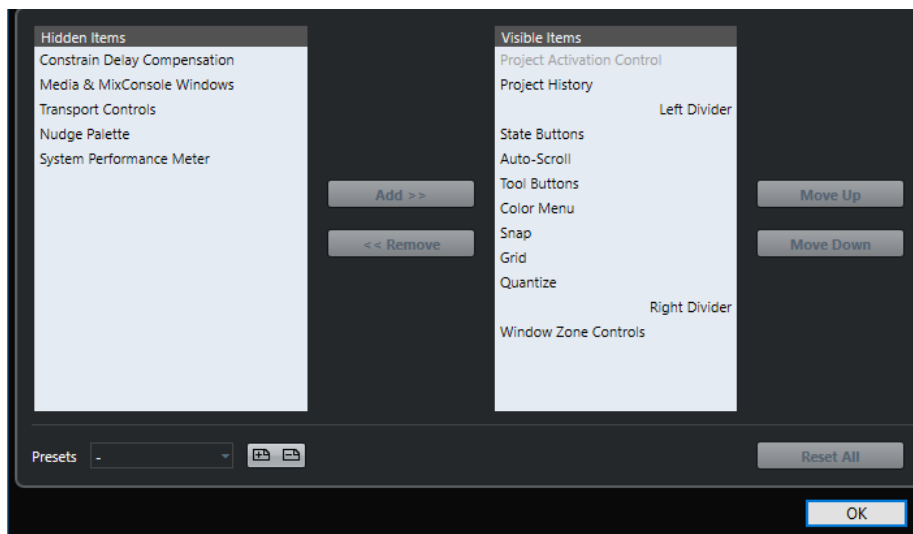 Hidden Items
Constrain Delay Compensation
Media & MixConsole Windows
Transport Controls
Nudge Palette
System Performance Meter
Add >>
<< Remove
Visible Items
Project Activation Control
Project History
Left Divider
State Buttons
Auto-Scroll
Tool Buttons
Color Menu
Snap
Grid
Quantize
Right Divider
Window Zone Controls
Move Up
Move Down
Presets -
Reset All
OK